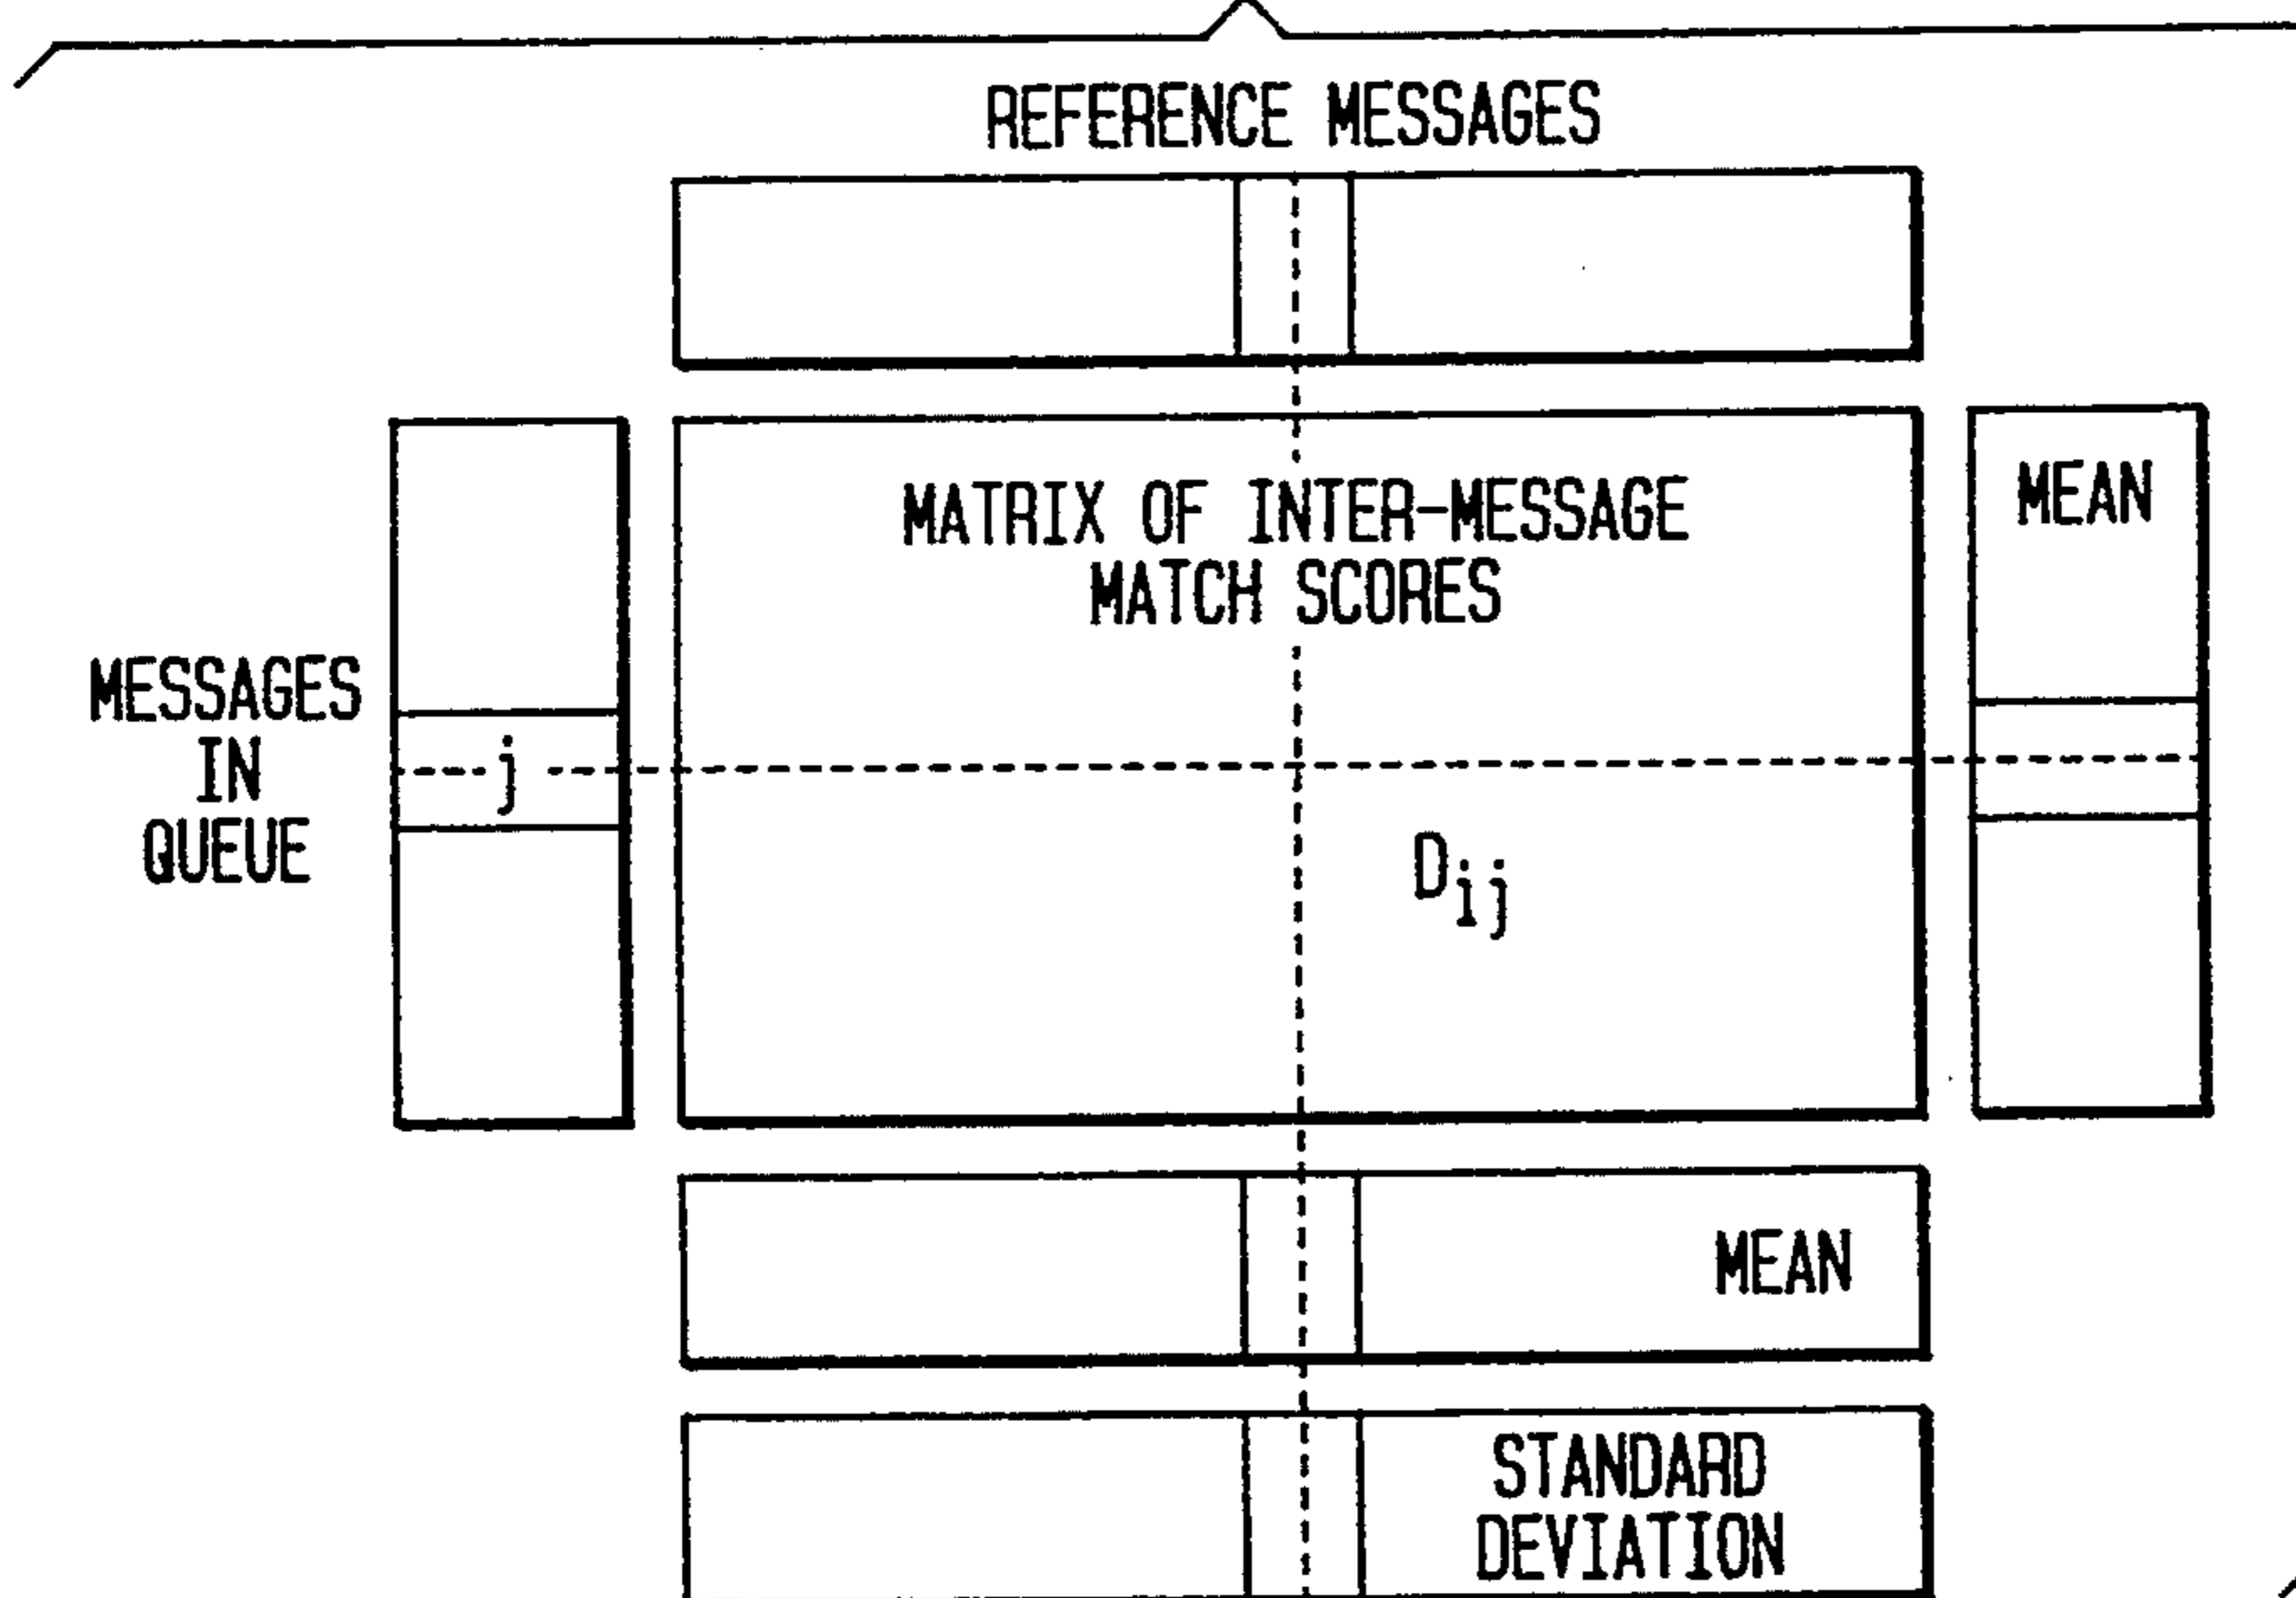 REFERENCE MESSAGES
MATRIX OF INTER-MESSAGE
MATCH SCORES
MEAN
MESSAGES
IN
QUEUE
j
D_ij
MEAN
STANDARD
DEVIATION